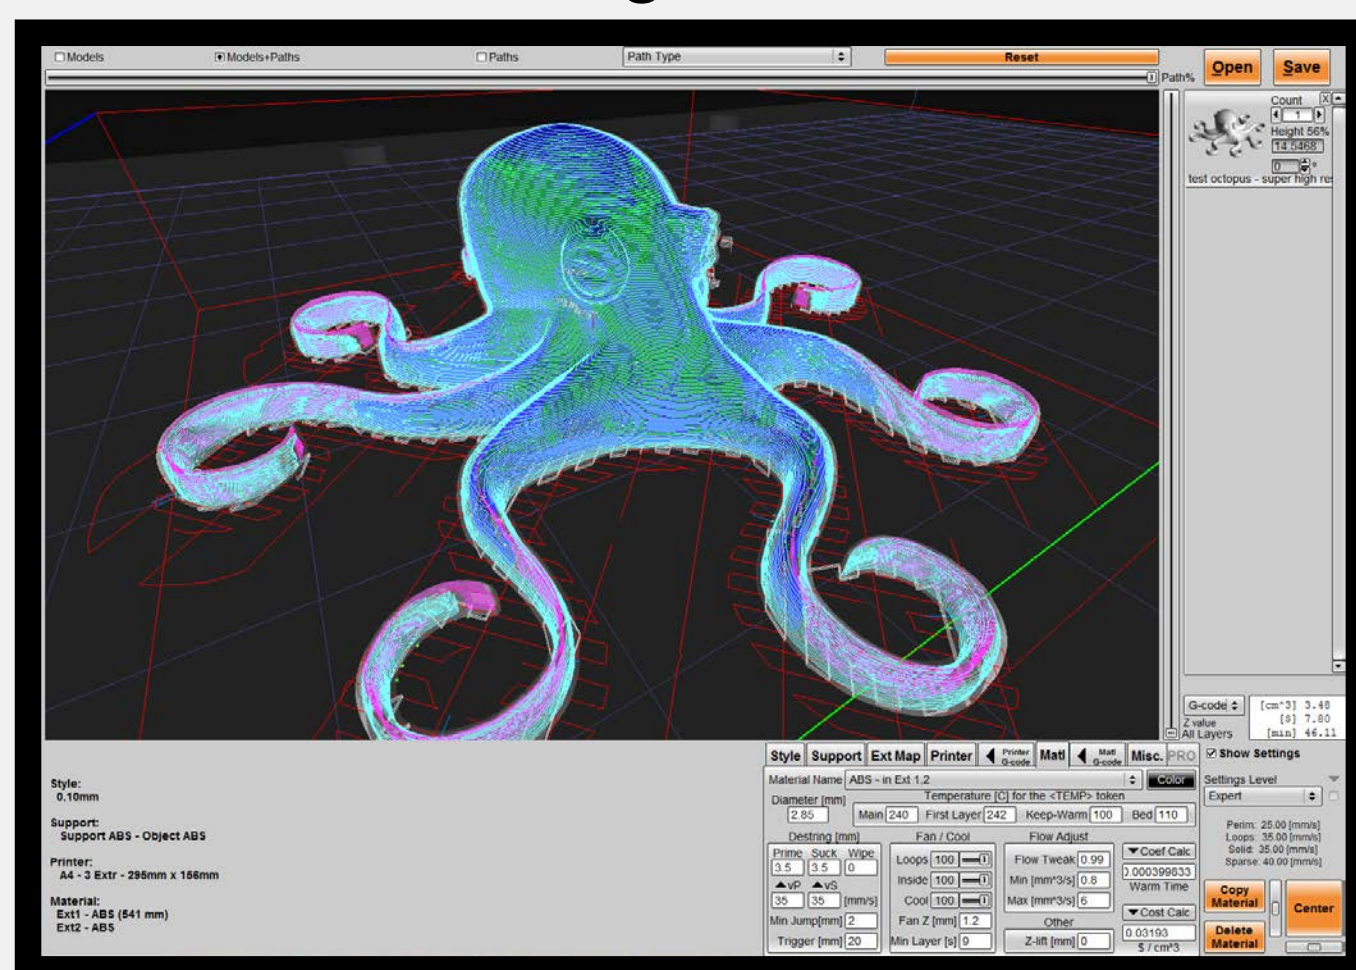 Models
Models+Paths
Paths
Path Type
Reset
Path%
Open
Save
Count
X
1
Height 56%
14.5468
0 °
test octopus - super high re
G-code
Z value
All Layers
[cm^3] 3.48
[$] 7.80
[min] 46.11
Style:
0.10mm
Support:
Support ABS - Object ABS
Printer:
A4 - 3 Extr - 295mm x 156mm
Material:
Ext1 - ABS (541 mm)
Ext2 - ABS
Style Support Ext Map Printer Printer G-code Matl Matl G-code Misc. PRO
Material Name ABS - in Ext 1.2 Color
Diameter [mm]
2.85
Temperature [C] for the <TEMP> token
Main 240 First Layer 242 Keep-Warm 100 Bed 110
Destring [mm]
Prime Suck Wipe
3.5 3.5 0
vP vS
35 35 [mm/s]
Min Jump[mm] 2
Trigger [mm] 20
Fan / Cool
Loops 100
Inside 100
Cool 100
Fan Z [mm] 1.2
Min Layer [s] 9
Flow Adjust
Flow Tweak 0.99
Min [mm^3/s] 0.8
Max [mm^3/s] 6
Other
Z-lift [mm] 0
Coef Calc
0.000399833
Warm Time
Cost Calc
0.03193
$ / cm^3
Show Settings
Settings Level
Expert
Perim: 25.00 [mm/s]
Loops: 35.00 [mm/s]
Solid: 35.00 [mm/s]
Sparse: 40.00 [mm/s]
Copy
Material
Delete
Material
Center